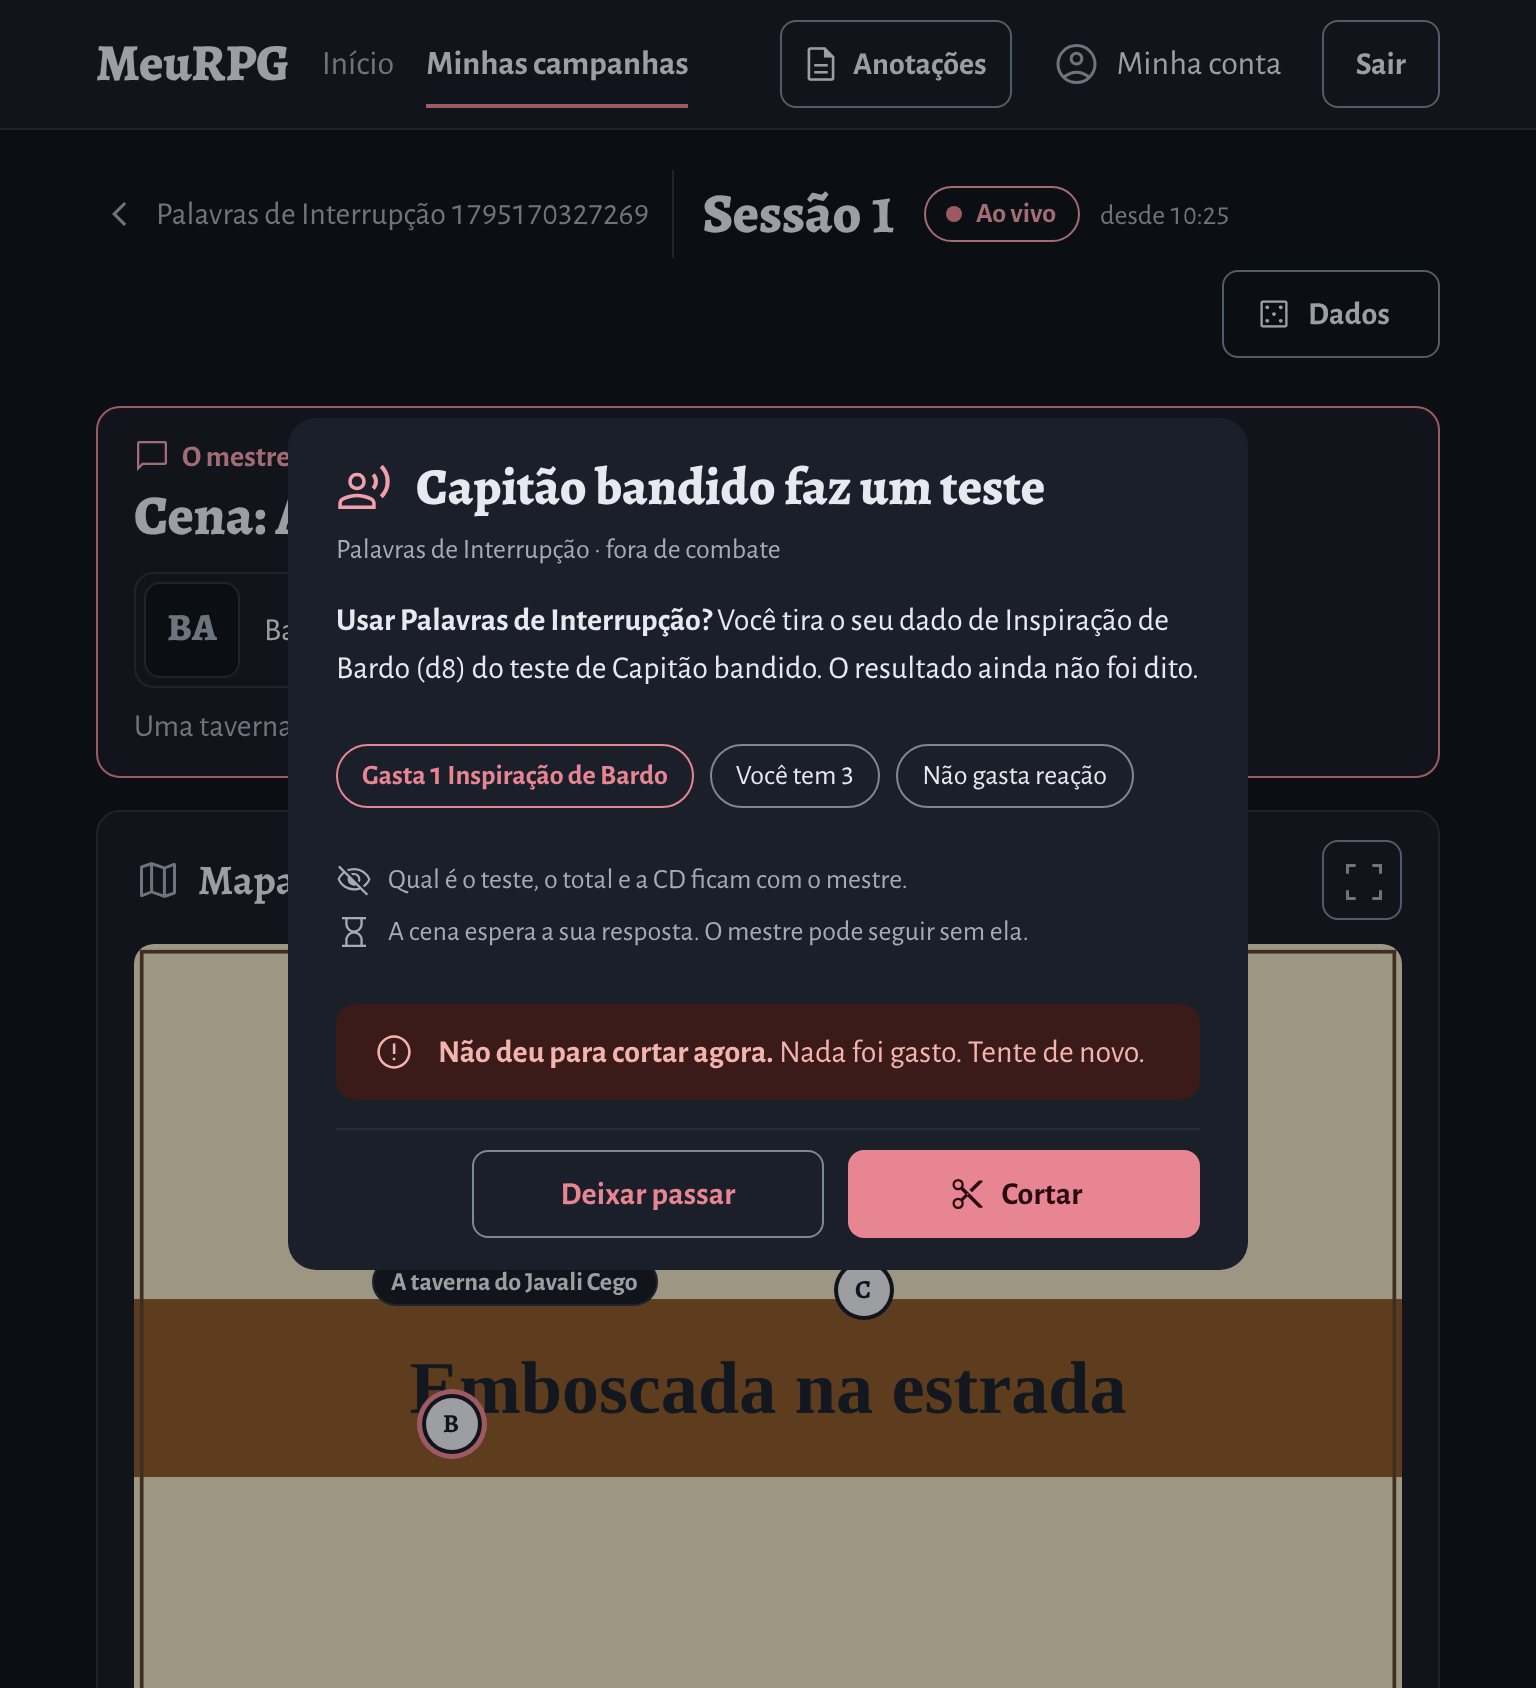 MeuRPG Início Minhas campanhas Anotações Minha conta Sair
Palavras de Interrupção 1795170327269 Sessão 1 Ao vivo desde 10:25
Dados
O mestre
Cena:
BA
Uma taverna
Capitão bandido faz um teste
Palavras de Interrupção · fora de combate
Usar Palavras de Interrupção? Você tira o seu dado de Inspiração de
Bardo (d8) do teste de Capitão bandido. O resultado ainda não foi dito.
Gasta 1 Inspiração de Bardo Você tem 3 Não gasta reação
Qual é o teste, o total e a CD ficam com o mestre.
A cena espera a sua resposta. O mestre pode seguir sem ela.
Não deu para cortar agora. Nada foi gasto. Tente de novo.
Deixar passar Cortar
Mapa
A taverna do Javali Cego
C
Emboscada na estrada
B